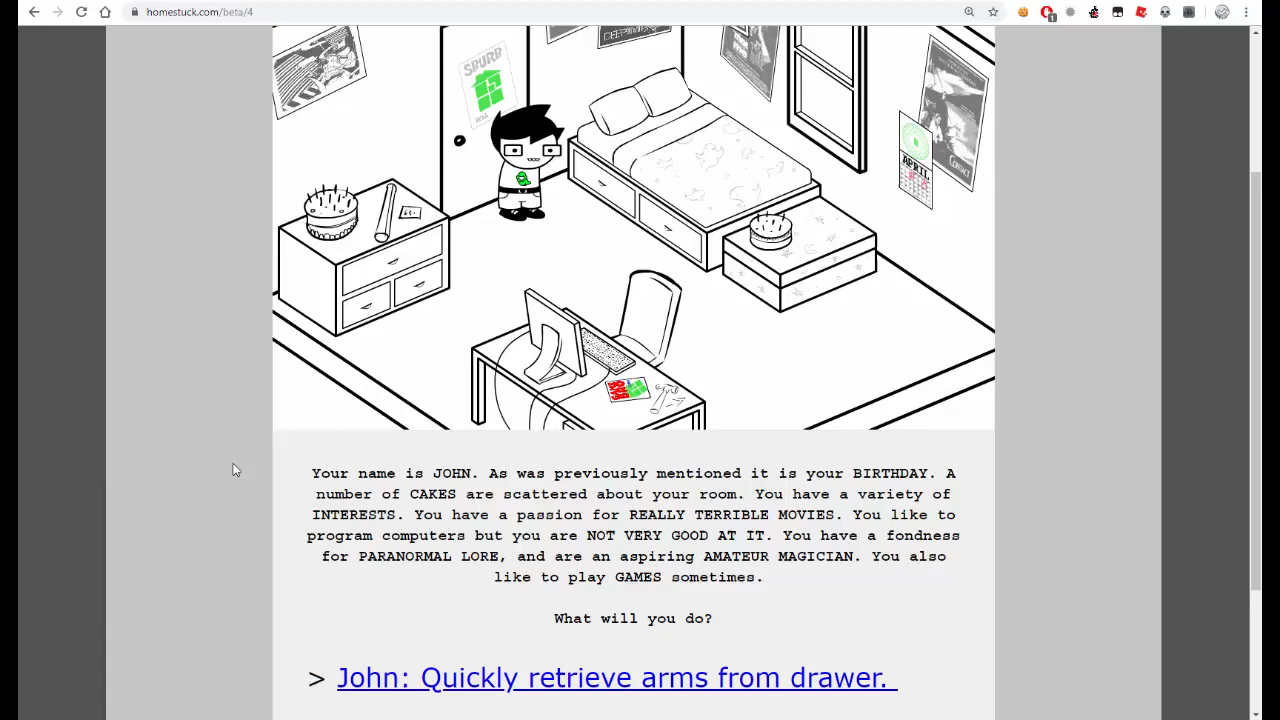 homestuck.com/beta/4
1
SBURB
BETA
CONTACT
APRIL
Your name is JOHN. As was previously mentioned it is your BIRTHDAY. A
number of CAKES are scattered about your room. You have a variety of
INTERESTS. You have a passion for REALLY TERRIBLE MOVIES. You like to
program computers but you are NOT VERY GOOD AT IT. You have a fondness
for PARANORMAL LORE, and are an aspiring AMATEUR MAGICIAN. You also
like to play GAMES sometimes.
What will you do?
> John: Quickly retrieve arms from drawer.